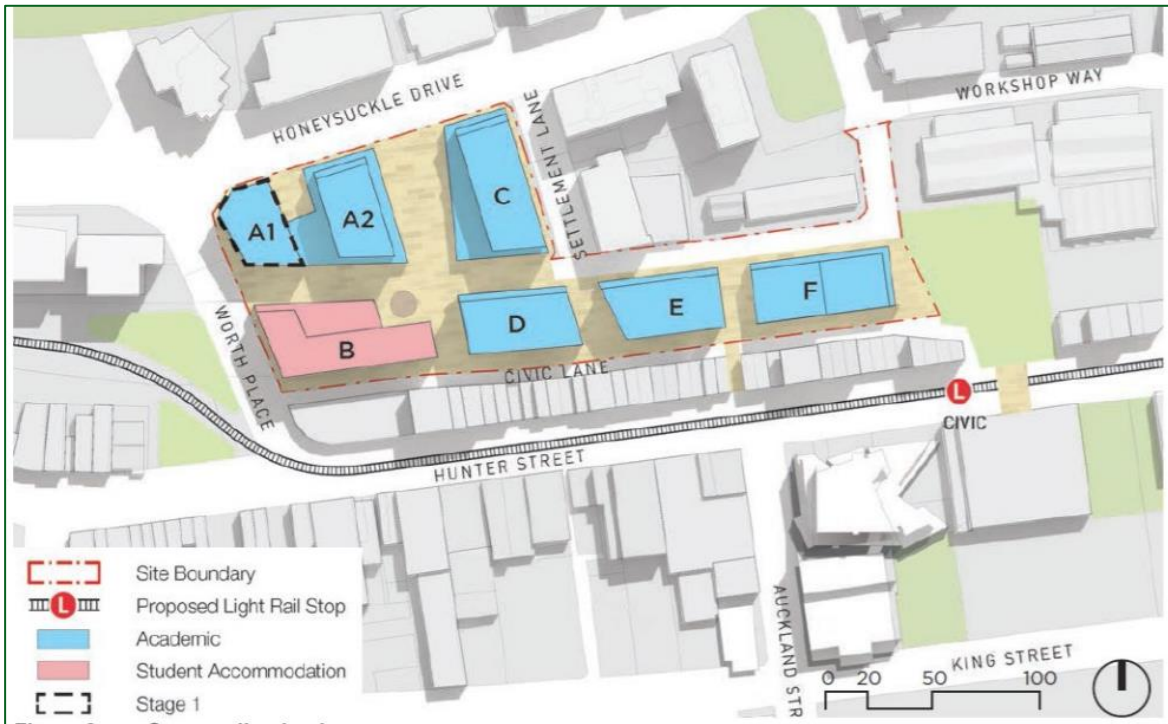 HONEYSUCKLE DRIVE
WORKSHOP WAY
SETTLEMENT LANE
A1
A2
C
WORTH PLACE
B
D
E
F
CIVIC LANE
L
CIVIC
HUNTER STREET
AUCKLAND STR
KING STREET
0 20 50 100
Site Boundary
L Proposed Light Rail Stop
Academic
Student Accommodation
Stage 1